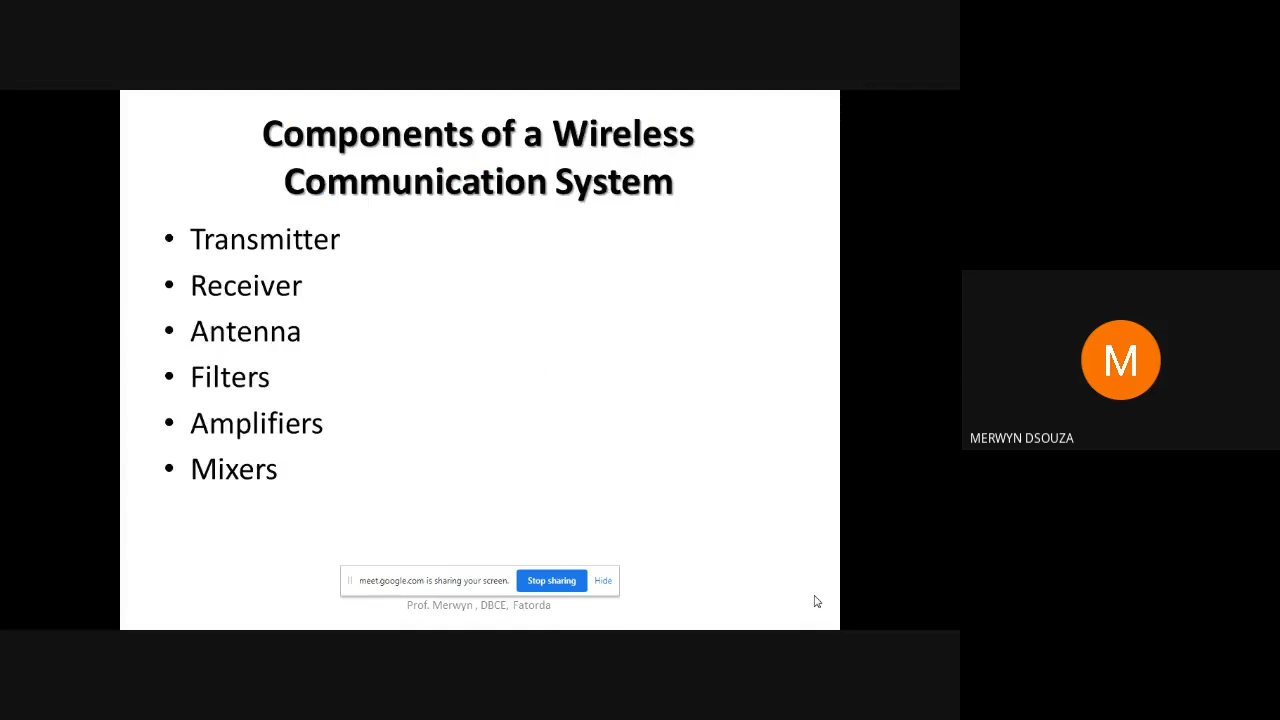 Components of a Wireless
Communication System
• Transmitter
• Receiver
• Antenna
• Filters
• Amplifiers
• Mixers
meet.google.com is sharing your screen. Stop sharing Hide
Prof. Merwyn , DBCE, Fatorda
M
MERWYN DSOUZA